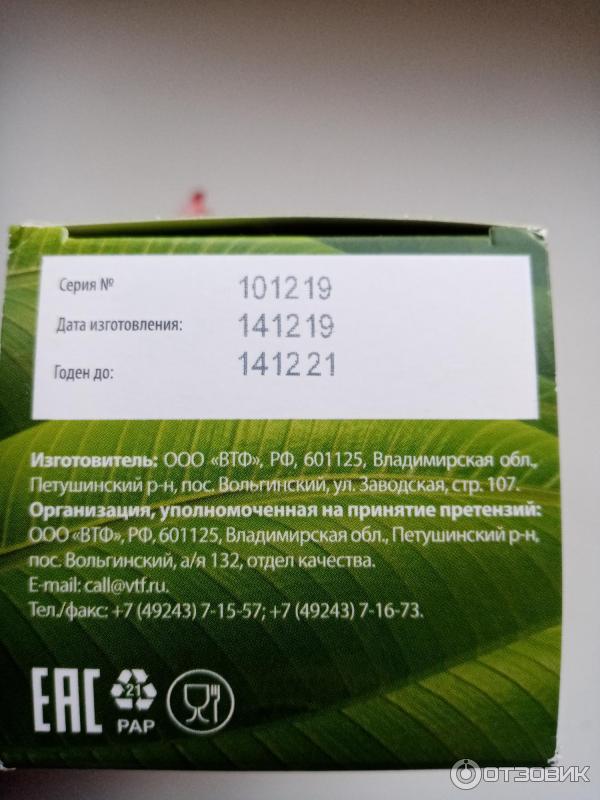 Серия № 101219
Дата изготовления: 141219
Годен до: 141221
Изготовитель: ООО «ВТФ», РФ, 601125, Владимирская обл.,
Петушинский р-н, пос. Вольгинский, ул. Заводская, стр. 107.
Организация, уполномоченная на принятие претензий:
ООО «ВТФ», РФ, 601125, Владимирская обл., Петушинский р-н,
пос. Вольгинский, а/я 132, отдел качества.
E-mail: call@vtf.ru.
Тел./факс: +7 (49243) 7-15-57; +7 (49243) 7-16-73.
EAC 21
PAP
ОТЗОВИК